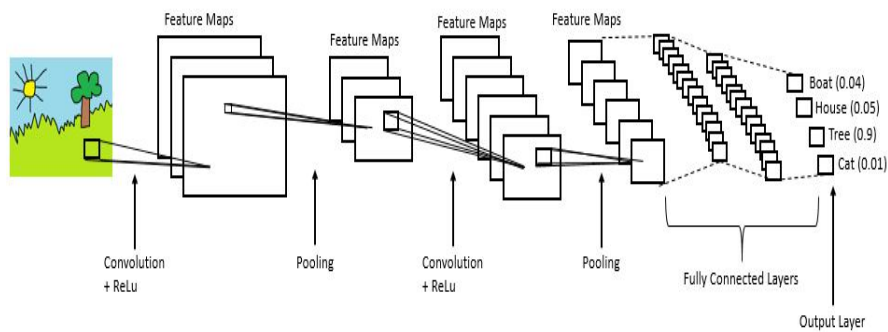 Feature Maps
Feature Maps
Feature Maps
Feature Maps
Boat (0.04)
House (0.05)
Tree (0.9)
Cat (0.01)
Convolution
+ ReLu
Pooling
Convolution
+ ReLu
Pooling
Fully Connected Layers
Output Layer